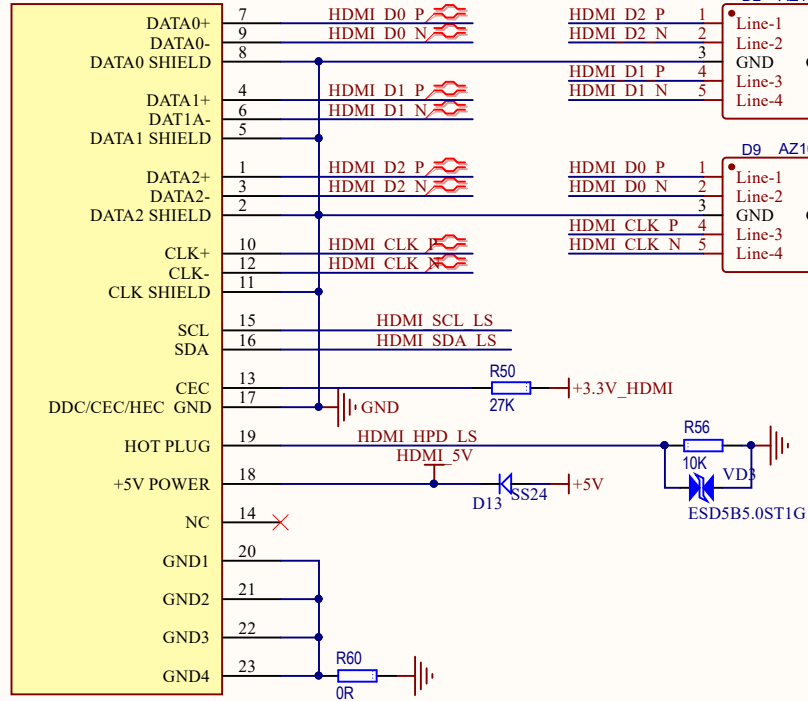 DATA0+ 7 HDMI_D0_P
DATA0- 9 HDMI_D0_N
DATA0 SHIELD 8
DATA1+ 4 HDMI_D1_P
DAT1A- 6 HDMI_D1_N
DATA1 SHIELD 5
DATA2+ 1 HDMI_D2_P
DATA2- 3 HDMI_D2_N
DATA2 SHIELD 2
CLK+ 10 HDMI_CLK_P
CLK- 12 HDMI_CLK_N
CLK SHIELD 11
SCL 15 HDMI_SCL_LS
SDA 16 HDMI_SDA_LS
CEC 13 R50 27K +3.3V_HDMI
DDC/CEC/HEC GND 17 GND
HOT PLUG 19 HDMI_HPD_LS R56 10K
VD3
ESD5B5.0ST1G
HDMI_5V
+5V POWER 18 D13 SS24 +5V
NC 14
GND1 20
GND2 21
GND3 22
GND4 23 R60 0R
HDMI_D2_P 1 Line-1
HDMI_D2_N 2 Line-2
3 GND
HDMI_D1_P 4 Line-3
HDMI_D1_N 5 Line-4
D9 AZ1
HDMI_D0_P 1 Line-1
HDMI_D0_N 2 Line-2
3 GND
HDMI_CLK_P 4 Line-3
HDMI_CLK_N 5 Line-4